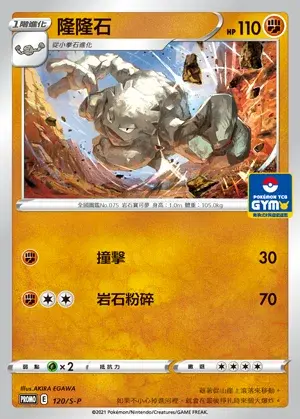 1階進化
隆隆石
HP 110
從小拳石進化
全國圖鑑No.075 岩石寶可夢 身高：1.0m 體重：105.0kg
POKÉMON TCG
GYM
撞擊 30
岩石粉碎 70
弱點 ×2 抵抗力 撤退
Illus. AKIRA EGAWA
PROMO E 120/S-P
©2021 Pokémon/Nintendo/Creatures/GAME FREAK.